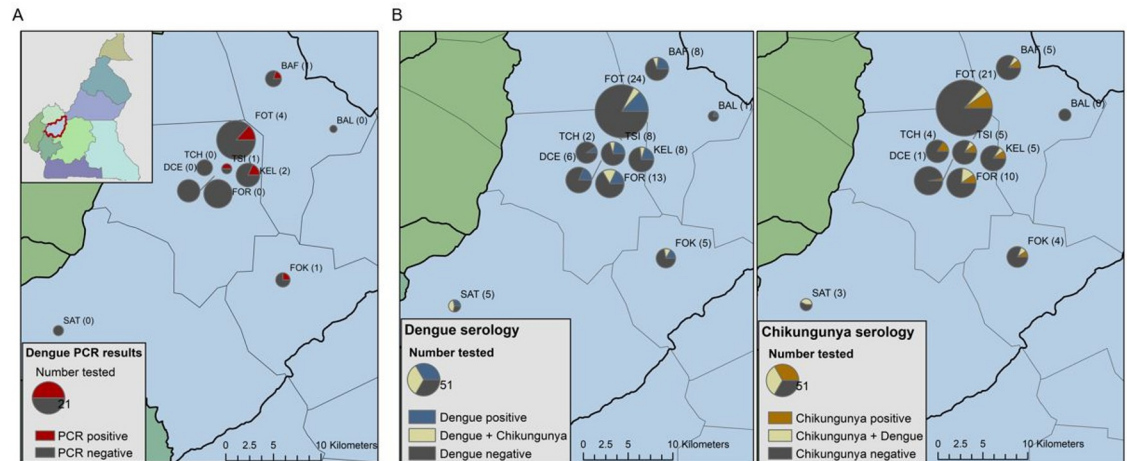 A
BAF (1)
FOT (4)
BAL (0)
TCH (0)
TSI (1)
DCE (0)
KEL (2)
FOR (0)
FOK (1)
SAT (0)
Dengue PCR results
Number tested
21
PCR positive
PCR negative
0 2.5 5 10 Kilometers
B
BAF (8)
FOT (24)
BAL (1)
TCH (2)
TSI (8)
DCE (6)
KEL (8)
FOR (13)
FOK (5)
SAT (5)
Dengue serology
Number tested
51
Dengue positive
Dengue + Chikungunya
Dengue negative
0 2.5 5 10 Kilometers
BAF (5)
FOT (21)
BAL (0)
TCH (4)
TSI (5)
DCE (1)
KEL (5)
FOR (10)
FOK (4)
SAT (3)
Chikungunya serology
Number tested
51
Chikungunya positive
Chikungunya + Dengue
Chikungunya negative
0 2.5 5 10 Kilometers